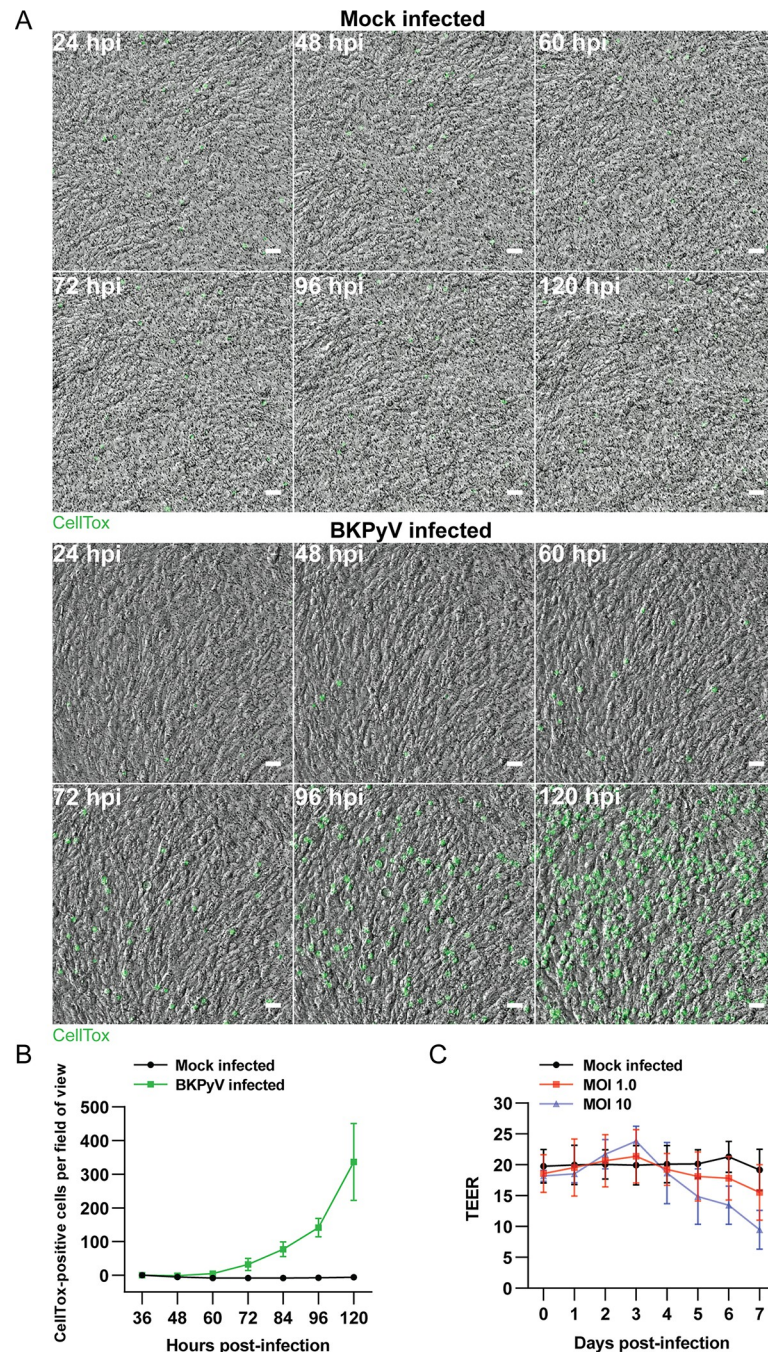 A
Mock infected
24 hpi 48 hpi 60 hpi
72 hpi 96 hpi 120 hpi
CellTox
BKPyV infected
24 hpi 48 hpi 60 hpi
72 hpi 96 hpi 120 hpi
CellTox
B
Mock infected
BKPyV infected
CellTox-positive cells per field of view
500
400
300
200
100
0
36 48 60 72 84 96 120
Hours post-infection
C
Mock infected
MOI 1.0
MOI 10
TEER
30
25
20
15
10
5
0
0 1 2 3 4 5 6 7
Days post-infection